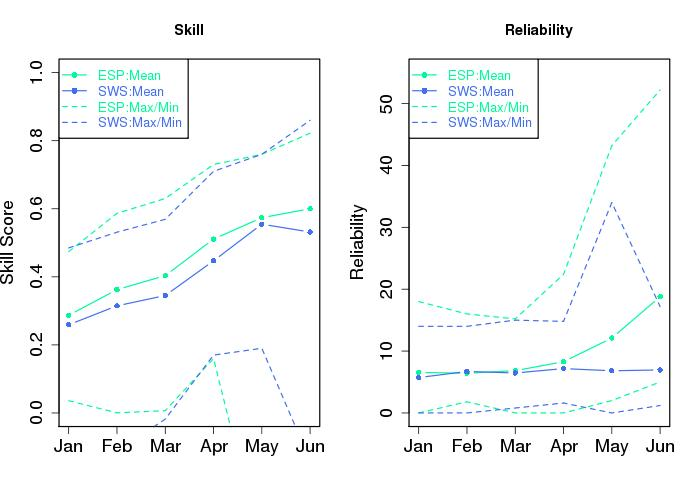 Skill
ESP:Mean
SWS:Mean
ESP:Max/Min
SWS:Max/Min
Skill Score
1.0
0.8
0.6
0.4
0.2
0.0
Jan Feb Mar Apr May Jun
Reliability
ESP:Mean
SWS:Mean
ESP:Max/Min
SWS:Max/Min
Reliability
50
40
30
20
10
0
Jan Feb Mar Apr May Jun